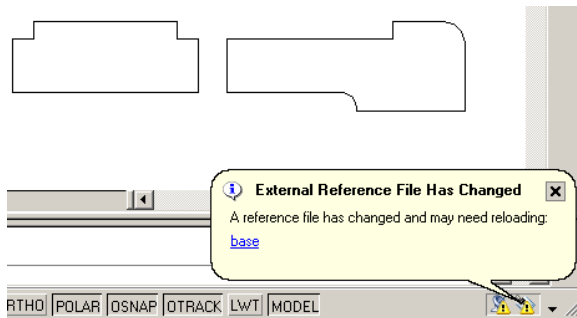 External Reference File Has Changed
A reference file has changed and may need reloading:
base
RTHO POLAR OSNAP OTRACK LWT MODEL